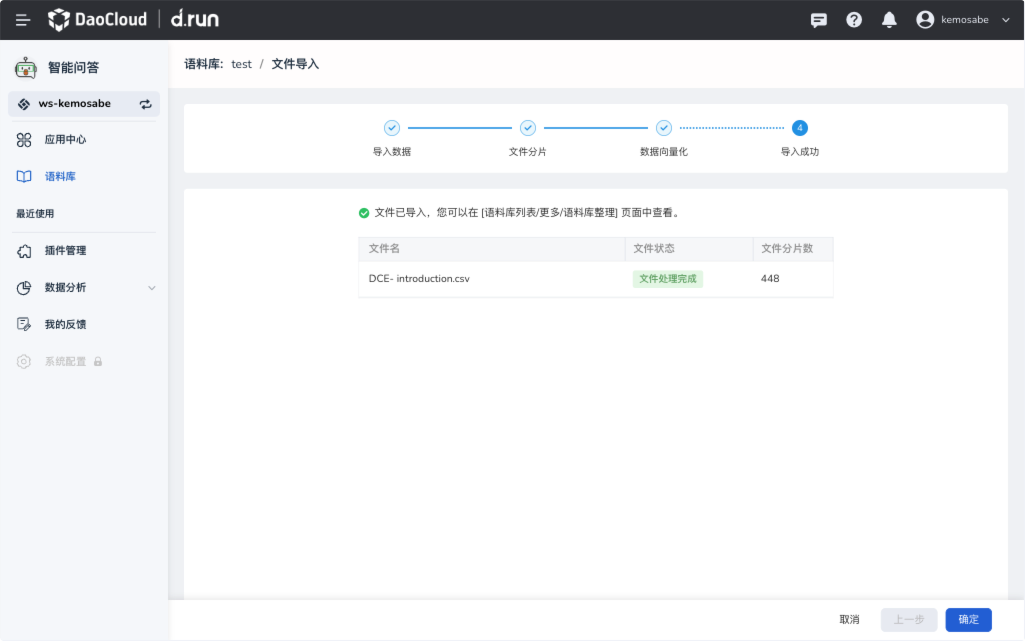 DaoCloud | d.run
kemosabe
智能问答
ws-kemosabe
应用中心
语料库
最近使用
插件管理
数据分析
我的反馈
系统配置
语料库: test / 文件导入
4
导入数据 文件分片 数据向量化 导入成功
文件已导入，您可以在 [语料库列表/更多/语料库整理] 页面中查看。
文件名 文件状态 文件分片数
DCE- introduction.csv 文件处理完成 448
取消 上一步 确定